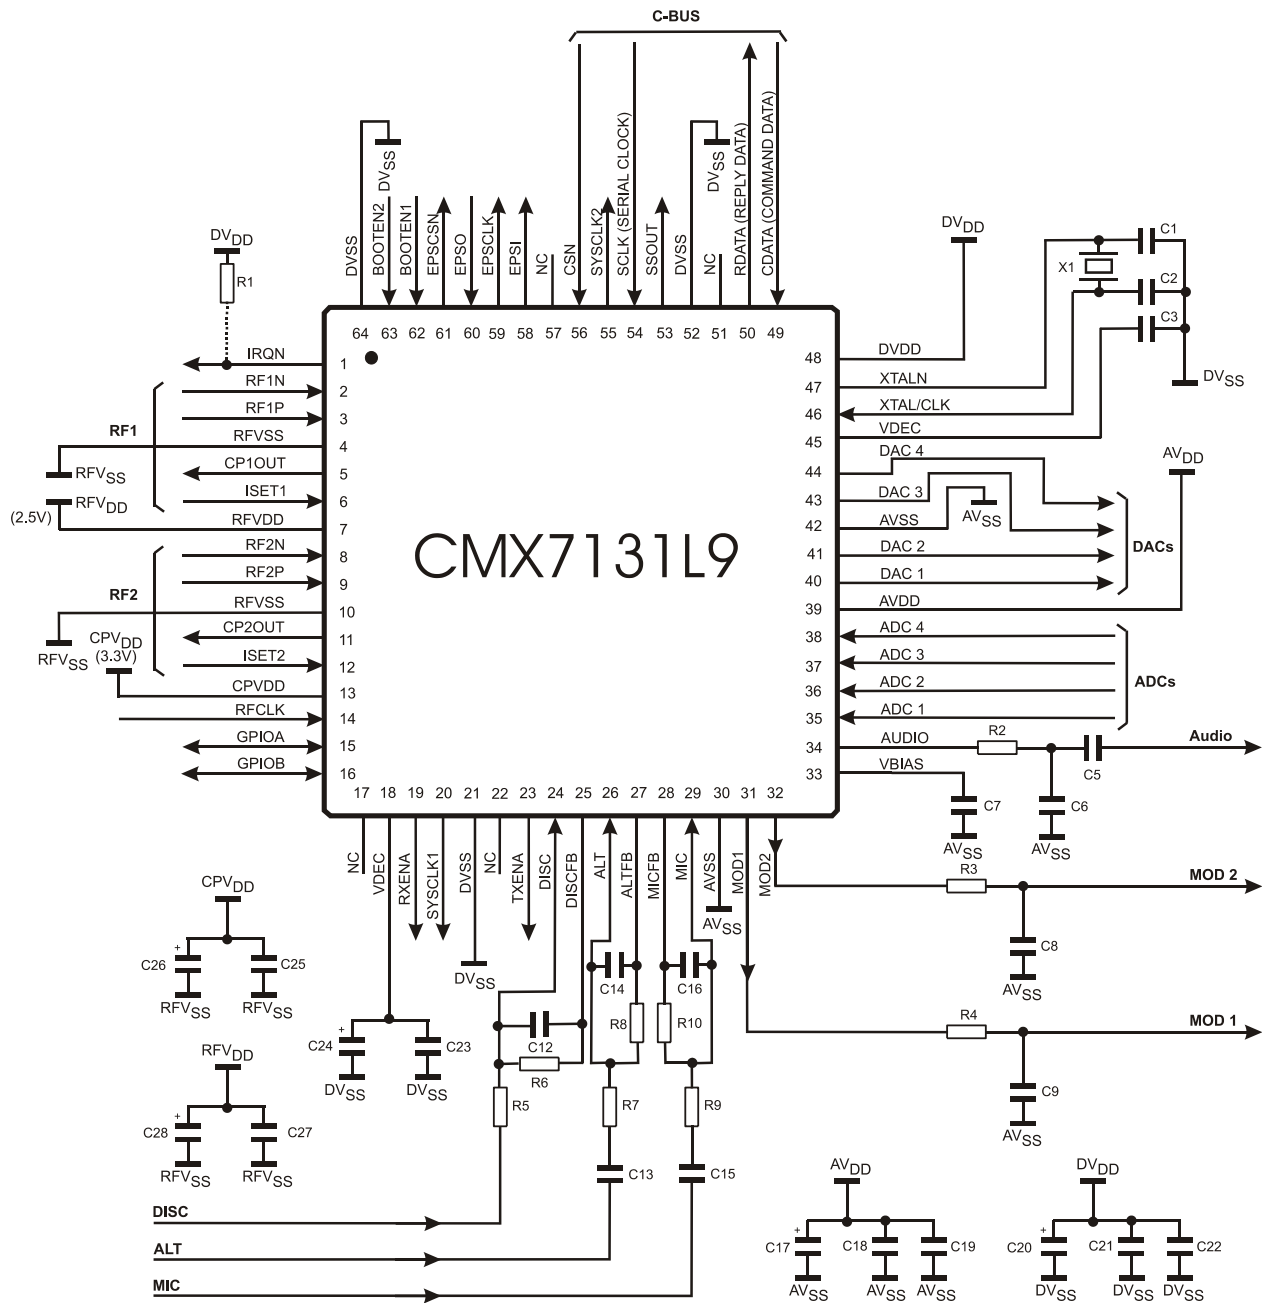 C-BUS
DVSS
DVSS
BOOTEN2
BOOTEN1
EPSCSN
EPSO
EPSCLK
EPSI
NC
CSN
SYSCLK2
SCLK (SERIAL CLOCK)
SSOUT
DVSS
DVSS
NC
RDATA (REPLY DATA)
CDATA (COMMAND DATA)
64 63 62 61 60 59 58 57 56 55 54 53 52 51 50 49
DVDD
R1
IRQN 1
RF1
RF1N 2
RF1P 3
RFVSS 4
RFVSS
CP1OUT 5
ISET1 6
RFVDD
(2.5V)
RFVDD 7
RF2
RF2N 8
RF2P 9
RFVSS 10
RFVSS
CP2OUT 11
ISET2 12
CPVDD
(3.3V)
CPVDD 13
RFCLK 14
GPIOA 15
GPIOB 16
CMX7131L9
DVDD
C1
X1
C2
C3
DVSS
48 DVDD
47 XTALN
46 XTAL/CLK
45 VDEC
44 DAC 4
43 DAC 3
42 AVSS
AVSS
41 DAC 2
40 DAC 1
DACs
AVDD
39 AVDD
38 ADC 4
37 ADC 3
36 ADC 2
35 ADC 1
ADCs
34 AUDIO
R2
C5
Audio
33 VBIAS
C7
C6
AVSS
AVSS
17 18 19 20 21 22 23 24 25 26 27 28 29 30 31 32
NC
VDEC
RXENA
SYSCLK1
DVSS
NC
TXENA
DISC
DISCFB
ALT
ALTFB
MICFB
MIC
AVSS
MOD1
MOD2
AVSS
R3
MOD 2
C8
AVSS
R4
MOD 1
C9
AVSS
CPVDD
+
C26
C25
RFVSS
RFVSS
DVSS
+
C24
C23
DVSS
DVSS
C14
C16
C12
R8
R10
R6
R5
R7
R9
C13
C15
RFVDD
+
C28
C27
RFVSS
RFVSS
DISC
ALT
MIC
AVDD
+
C17
C18
C19
AVSS
AVSS
AVSS
DVDD
+
C20
C21
C22
DVSS
DVSS
DVSS